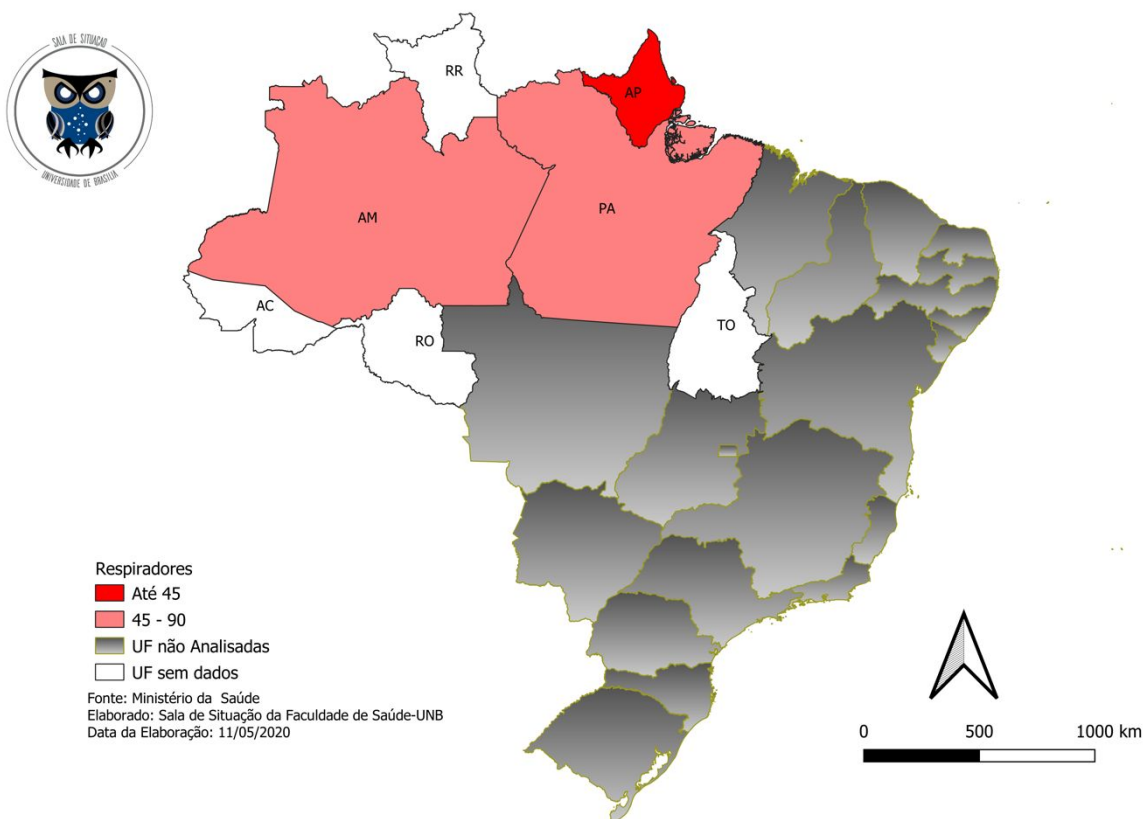 SALA DE SITUAÇÃO
UNIVERSIDADE DE BRASÍLIA
RR
AP
AM
PA
AC
RO
TO
Respiradores
Até 45
45 - 90
UF não Analisadas
UF sem dados
Fonte: Ministério da Saúde
Elaborado: Sala de Situação da Faculdade de Saúde-UNB
Data da Elaboração: 11/05/2020
0 500 1000 km